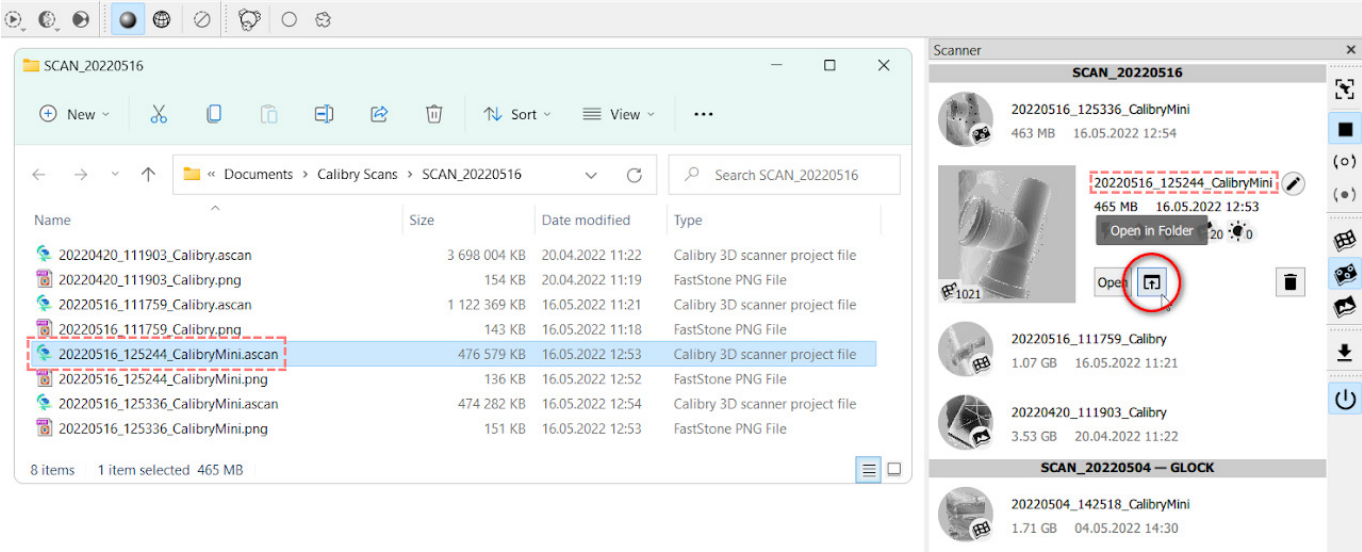 SCAN_20220516
New
Sort
View
« Documents › Calibry Scans › SCAN_20220516
Search SCAN_20220516
Name Size Date modified Type
20220420_111903_Calibry.ascan 3 698 004 KB 20.04.2022 11:22 Calibry 3D scanner project file
20220420_111903_Calibry.png 154 KB 20.04.2022 11:19 FastStone PNG File
20220516_111759_Calibry.ascan 1 122 369 KB 16.05.2022 11:21 Calibry 3D scanner project file
20220516_111759_Calibry.png 143 KB 16.05.2022 11:18 FastStone PNG File
20220516_125244_CalibryMini.ascan 476 579 KB 16.05.2022 12:53 Calibry 3D scanner project file
20220516_125244_CalibryMini.png 136 KB 16.05.2022 12:52 FastStone PNG File
20220516_125336_CalibryMini.ascan 474 282 KB 16.05.2022 12:54 Calibry 3D scanner project file
20220516_125336_CalibryMini.png 151 KB 16.05.2022 12:53 FastStone PNG File
8 items 1 item selected 465 MB
Scanner
SCAN_20220516
20220516_125336_CalibryMini
463 MB 16.05.2022 12:54
20220516_125244_CalibryMini
465 MB 16.05.2022 12:53
Open in Folder :20 0
Open
1021
20220516_111759_Calibry
1.07 GB 16.05.2022 11:21
20220420_111903_Calibry
3.53 GB 20.04.2022 11:22
SCAN_20220504 — GLOCK
20220504_142518_CalibryMini
1.71 GB 04.05.2022 14:30